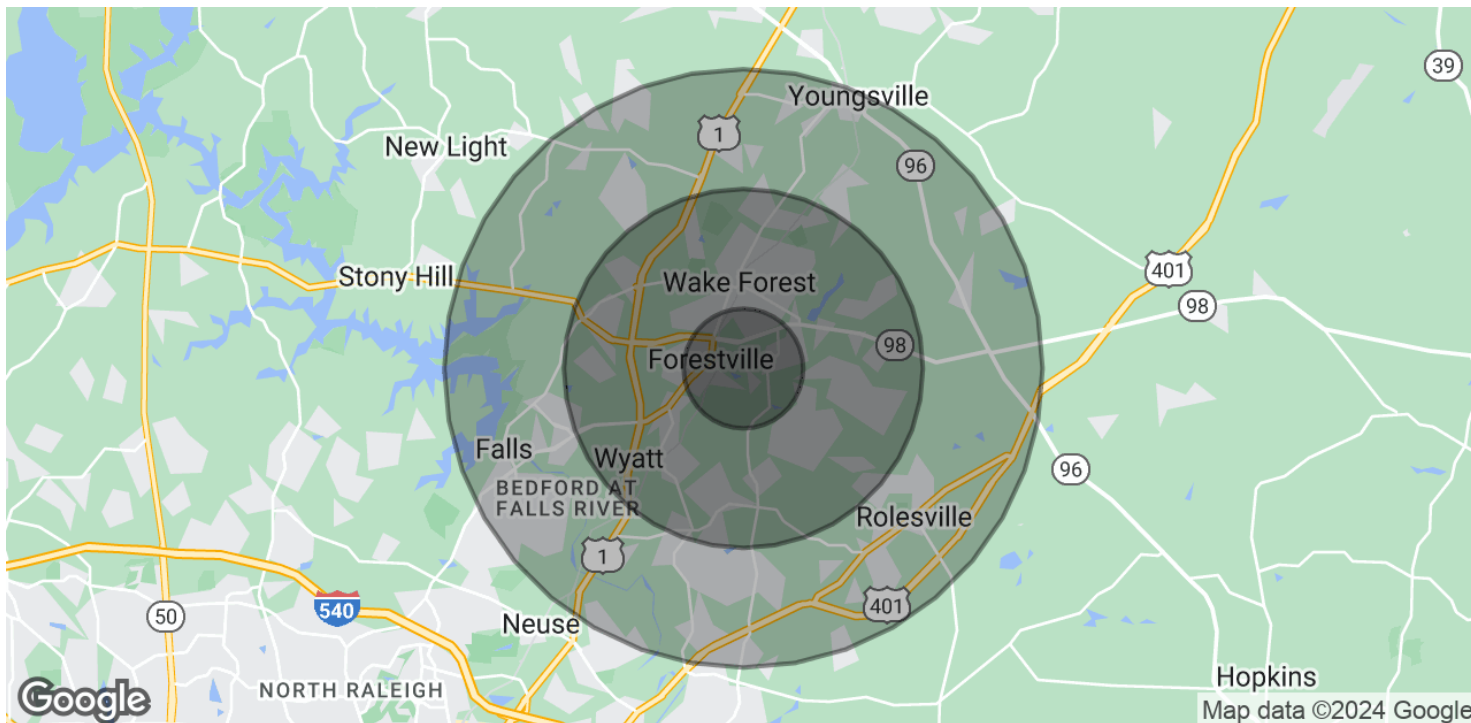 39
Youngsville
1
New Light
96
401
Stony Hill
Wake Forest
98
98
Forestville
Falls
Wyatt
96
BEDFORD AT
FALLS RIVER
Rolesville
1
540
50
401
Neuse
Hopkins
NORTH RALEIGH
Google
Map data ©2024 Google